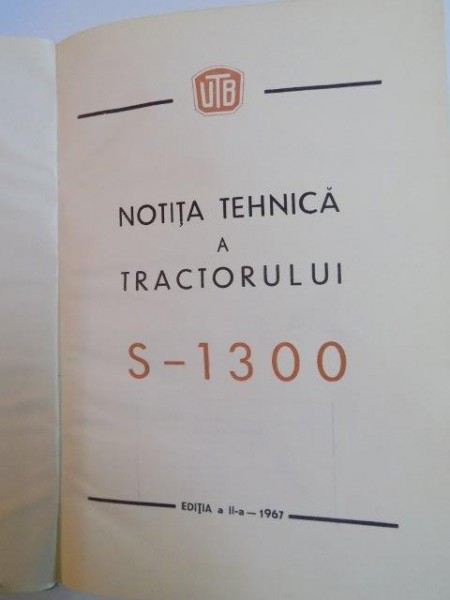 UTB
NOTIȚA TEHNICĂ
A
TRACTORULUI
S-1300
EDIȚIA a II-a — 1967